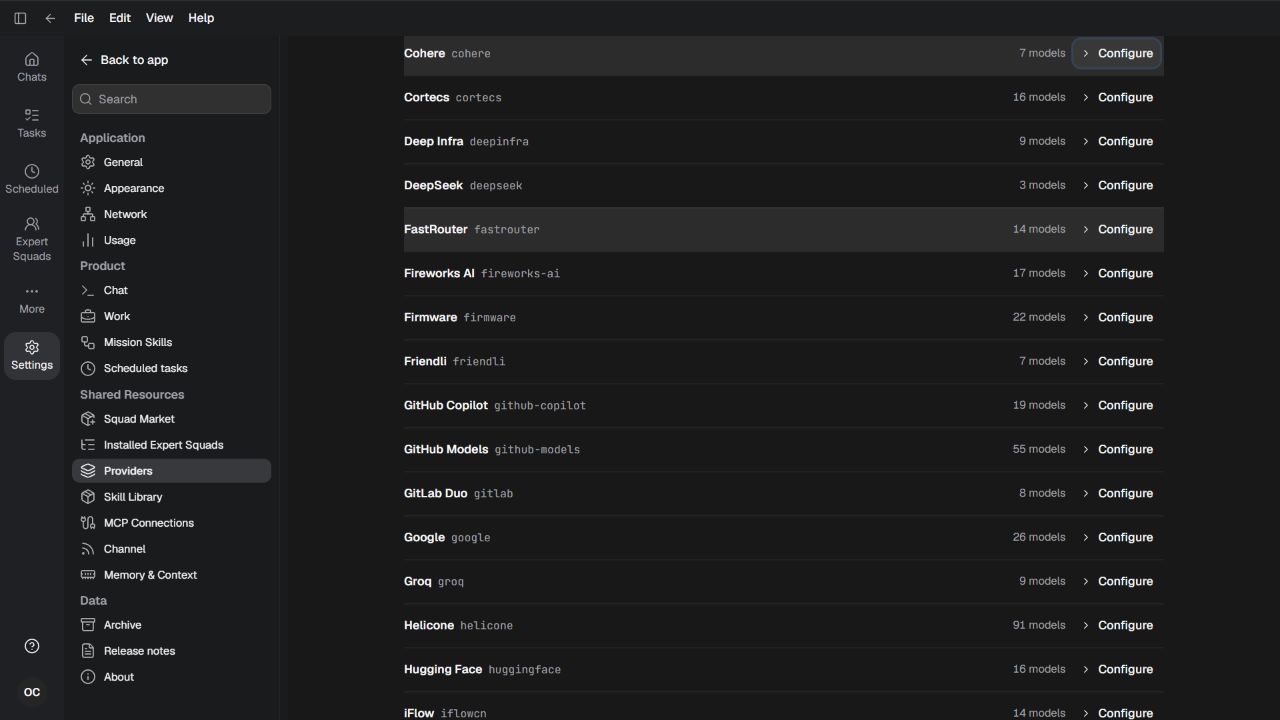 File Edit View Help
Chats
Tasks
Scheduled
Expert
Squads
More
Settings
OC
Back to app
Search
Application
General
Appearance
Network
Usage
Product
Chat
Work
Mission Skills
Scheduled tasks
Shared Resources
Squad Market
Installed Expert Squads
Providers
Skill Library
MCP Connections
Channel
Memory & Context
Data
Archive
Release notes
About
Cohere cohere 7 models Configure
Cortecs cortecs 16 models Configure
Deep Infra deepinfra 9 models Configure
DeepSeek deepseek 3 models Configure
FastRouter fastrouter 14 models Configure
Fireworks AI fireworks-ai 17 models Configure
Firmware firmware 22 models Configure
Friendli friendli 7 models Configure
GitHub Copilot github-copilot 19 models Configure
GitHub Models github-models 55 models Configure
GitLab Duo gitlab 8 models Configure
Google google 26 models Configure
Groq groq 9 models Configure
Helicone helicone 91 models Configure
Hugging Face huggingface 16 models Configure
iFlow iflowcn 14 models Configure